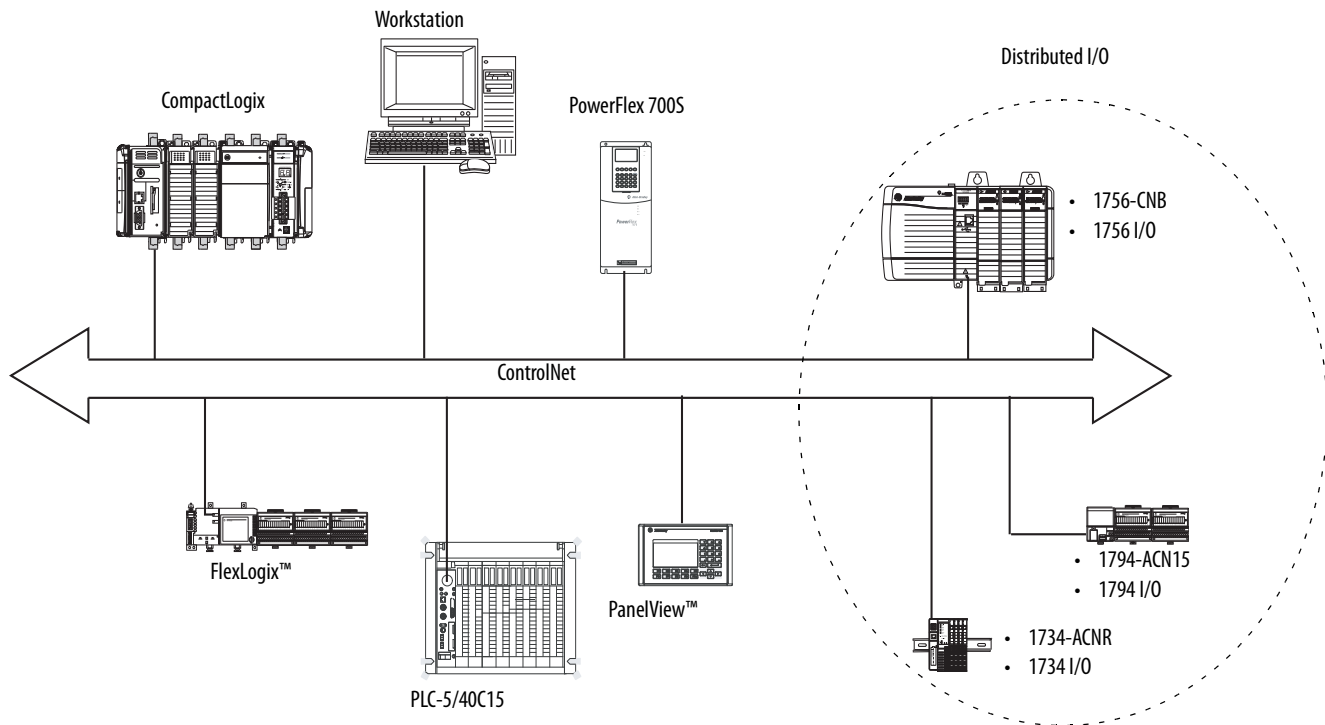 Workstation
Distributed I/O
CompactLogix
PowerFlex 700S
PowerFlex
• 1756-CNB
• 1756 I/O
ControlNet
FlexLogix™
PLC-5/40C15
PanelView™
• 1794-ACN15
• 1794 I/O
• 1734-ACNR
• 1734 I/O